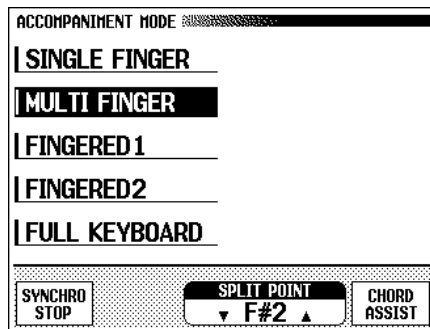 ACCOMPANIMENT MODE
SINGLE FINGER
MULTI FINGER
FINGERED1
FINGERED2
FULL KEYBOARD
SYNCHRO
STOP
SPLIT POINT
▼ F#2 ▲
CHORD
ASSIST